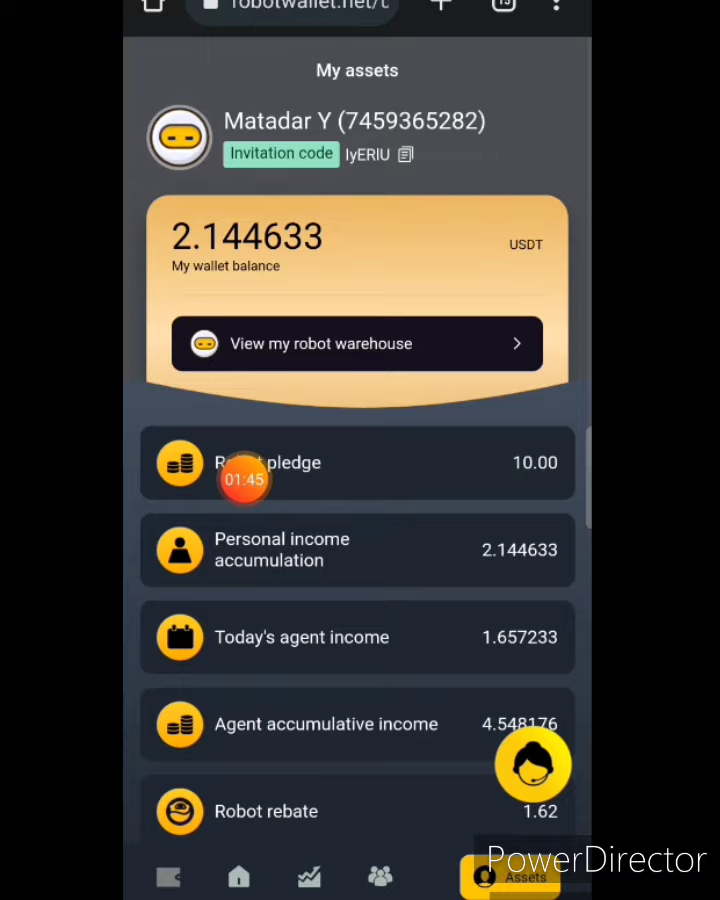 robotwallet.net/t
My assets
Matadar Y (7459365282)
Invitation code IyERIU
2.144633
USDT
My wallet balance
View my robot warehouse
pledge
10.00
01:45
Personal income
accumulation
2.144633
Today's agent income
1.657233
Agent accumulative income
4.548176
Robot rebate
1.62
PowerDirector
Assets